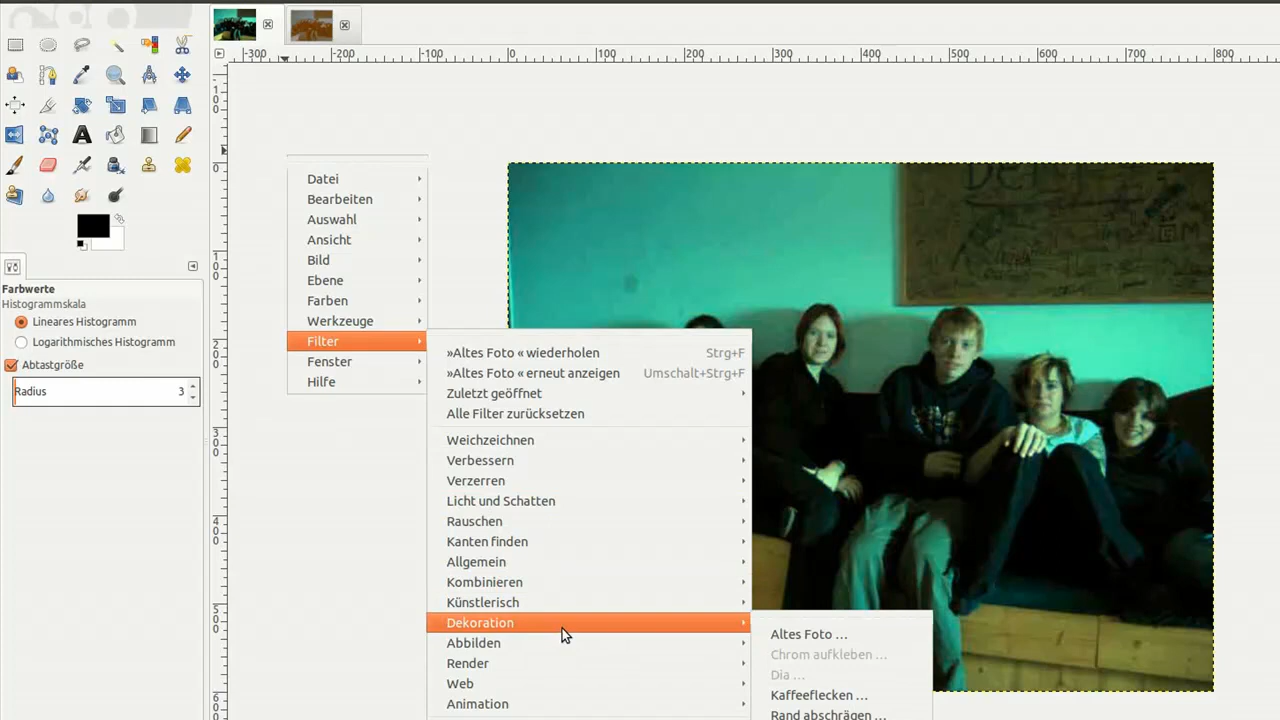 -300 -200 -100 0 100 200 300 400 500 600 700 800
Datei
Bearbeiten
Auswahl
Ansicht
Bild
Ebene
Farben
Werkzeuge
Filter
Fenster
Hilfe
Farbwerte
Histogrammskala
Lineares Histogramm
Logarithmisches Histogramm
Abtastgröße
Radius 3
»Altes Foto « wiederholen Strg+F
»Altes Foto « erneut anzeigen Umschalt+Strg+F
Zuletzt geöffnet
Alle Filter zurücksetzen
Weichzeichnen
Verbessern
Verzerren
Licht und Schatten
Rauschen
Kanten finden
Allgemein
Kombinieren
Künstlerisch
Dekoration
Abbilden
Render
Web
Animation
Altes Foto ...
Chrom aufkleben ...
Dia ...
Kaffeeflecken ...
Rand abschrägen ...